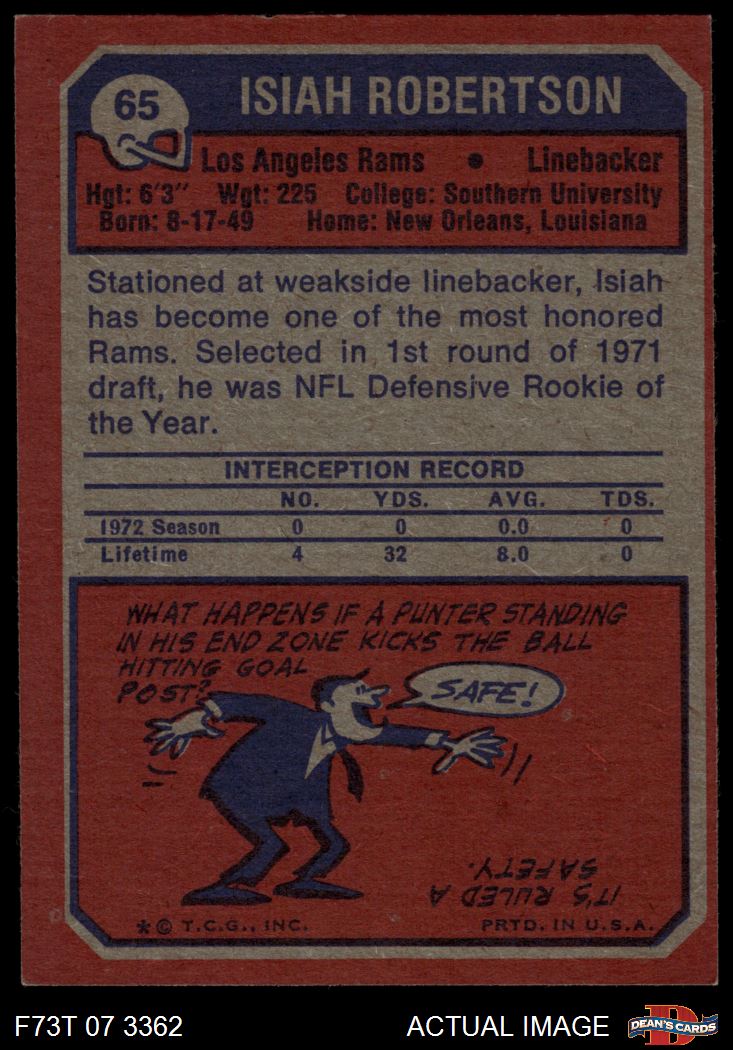 65
ISIAH ROBERTSON
Los Angeles Rams • Linebacker
Hgt: 6'3" Wgt: 225 College: Southern University
Born: 8-17-49 Home: New Orleans, Louisiana
Stationed at weakside linebacker, Isiah
has become one of the most honored
Rams. Selected in 1st round of 1971
draft, he was NFL Defensive Rookie of
the Year.
INTERCEPTION RECORD
NO. YDS. AVG. TDS.
1972 Season 0 0 0.0 0
Lifetime 4 32 8.0 0
WHAT HAPPENS IF A PUNTER STANDING
IN HIS END ZONE KICKS THE BALL
HITTING GOAL
POST?
SAFE!
IT'S RULED A
SAFETY.
* © T.C.G., INC. PRTD. IN U.S.A.
F73T 07 3362 ACTUAL IMAGE
D
DEAN'S CARDS